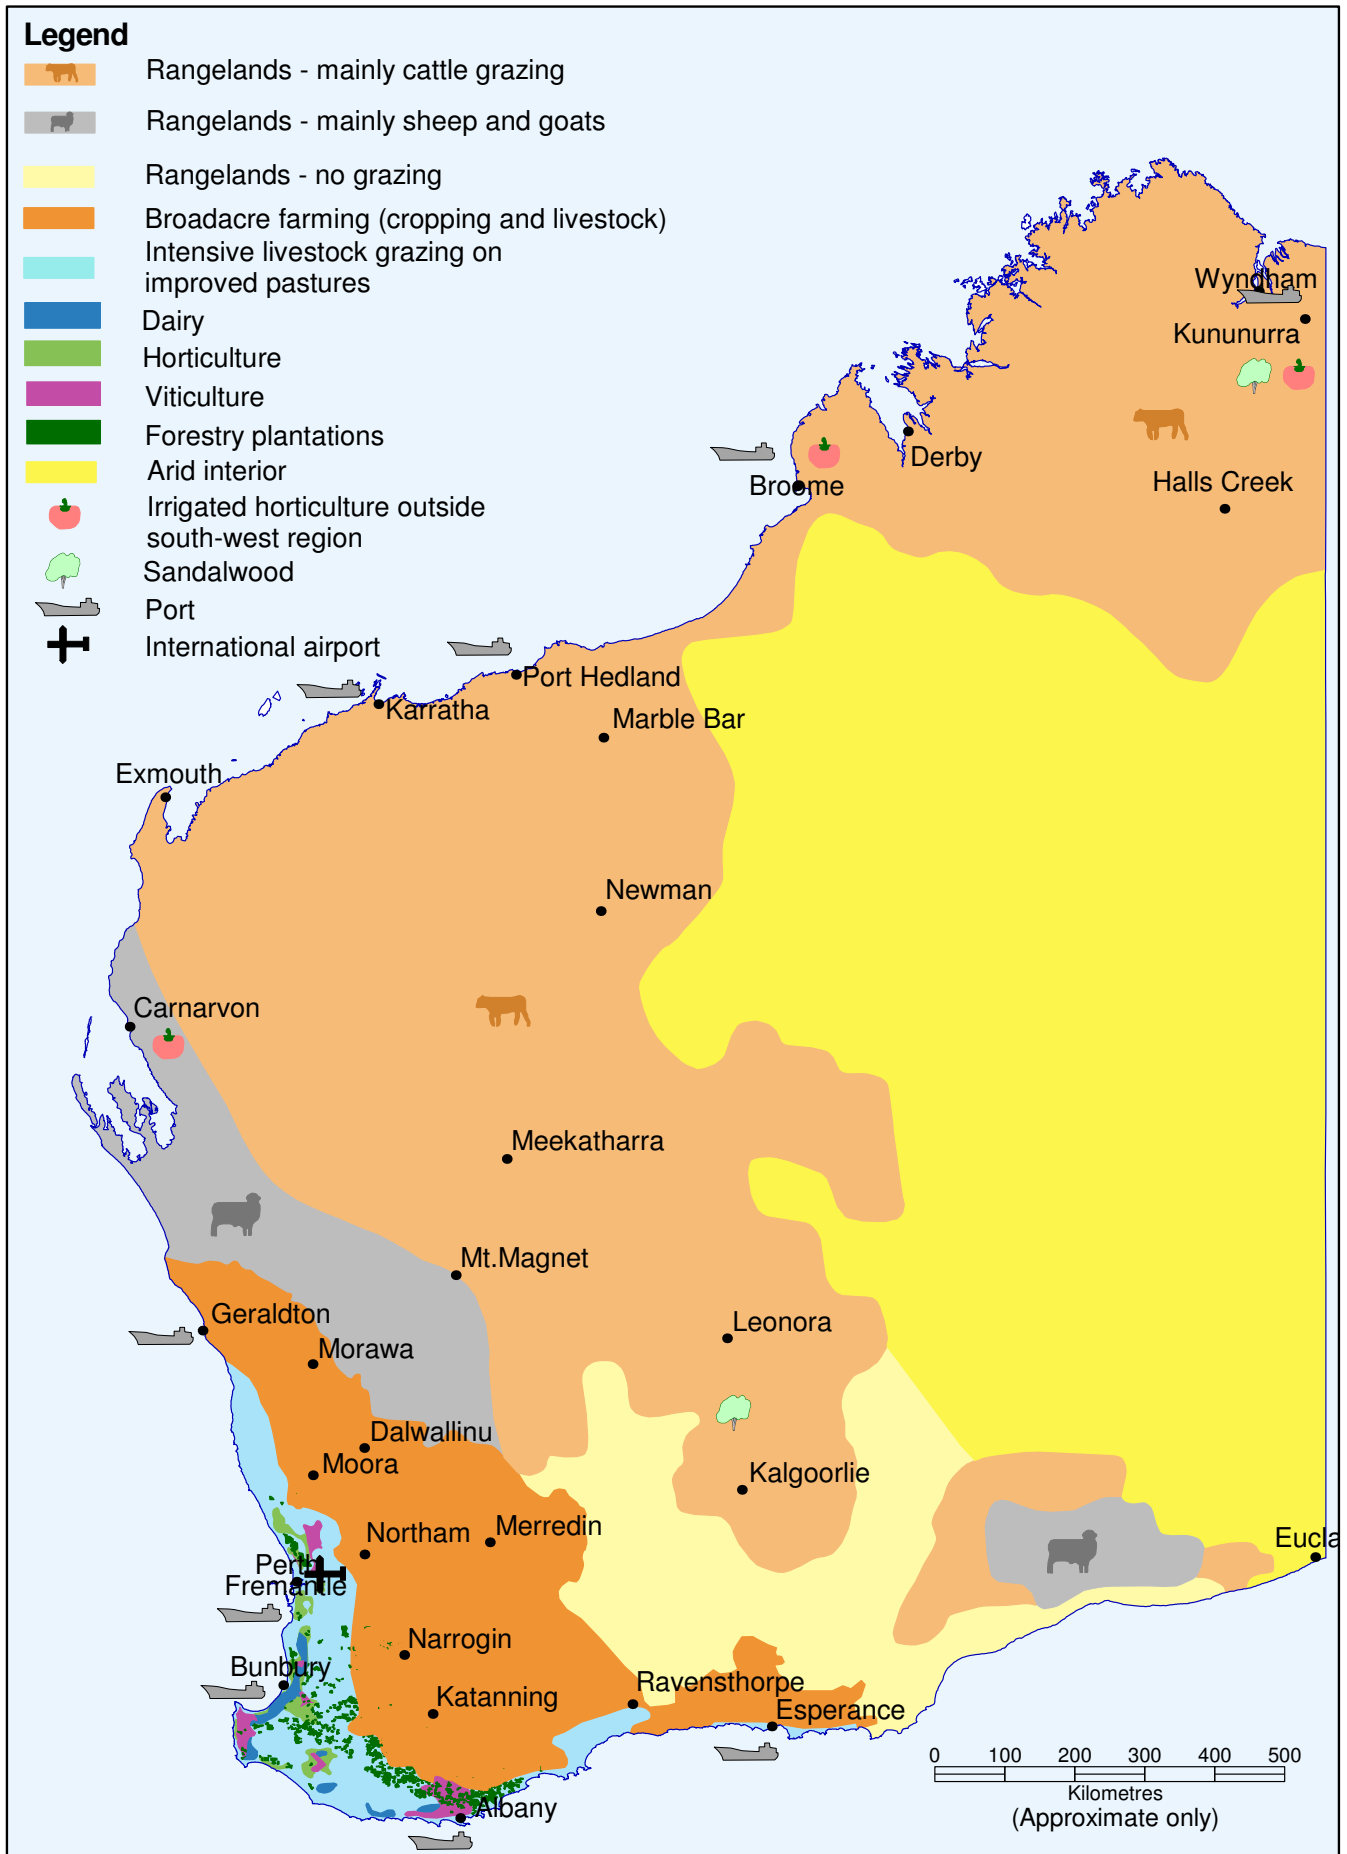 Legend
Rangelands - mainly cattle grazing
Rangelands - mainly sheep and goats
Rangelands - no grazing
Broadacre farming (cropping and livestock)
Intensive livestock grazing on
improved pastures
Dairy
Horticulture
Viticulture
Forestry plantations
Arid interior
Irrigated horticulture outside
south-west region
Sandalwood
Port
International airport
Wyndham
Kununurra
Derby
Broome
Halls Creek
Port Hedland
Karratha
Marble Bar
Exmouth
Newman
Carnarvon
Meekatharra
Mt.Magnet
Geraldton
Leonora
Morawa
Dalwallinu
Moora
Kalgoorlie
Northam
Merredin
Eucla
Perth
Fremantle
Narrogin
Bunbury
Ravensthorpe
Katanning
Esperance
0 100 200 300 400 500
Kilometres
(Approximate only)
Albany